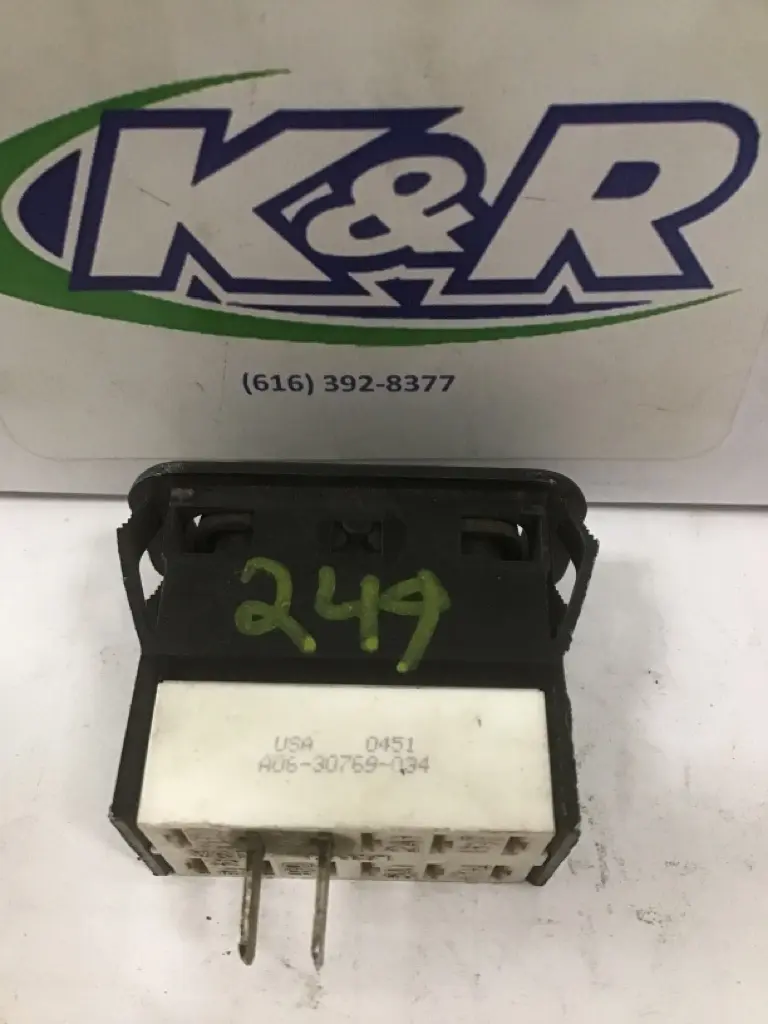 K&R
(616) 392-8377
249
USA 0451
A06-30769-034